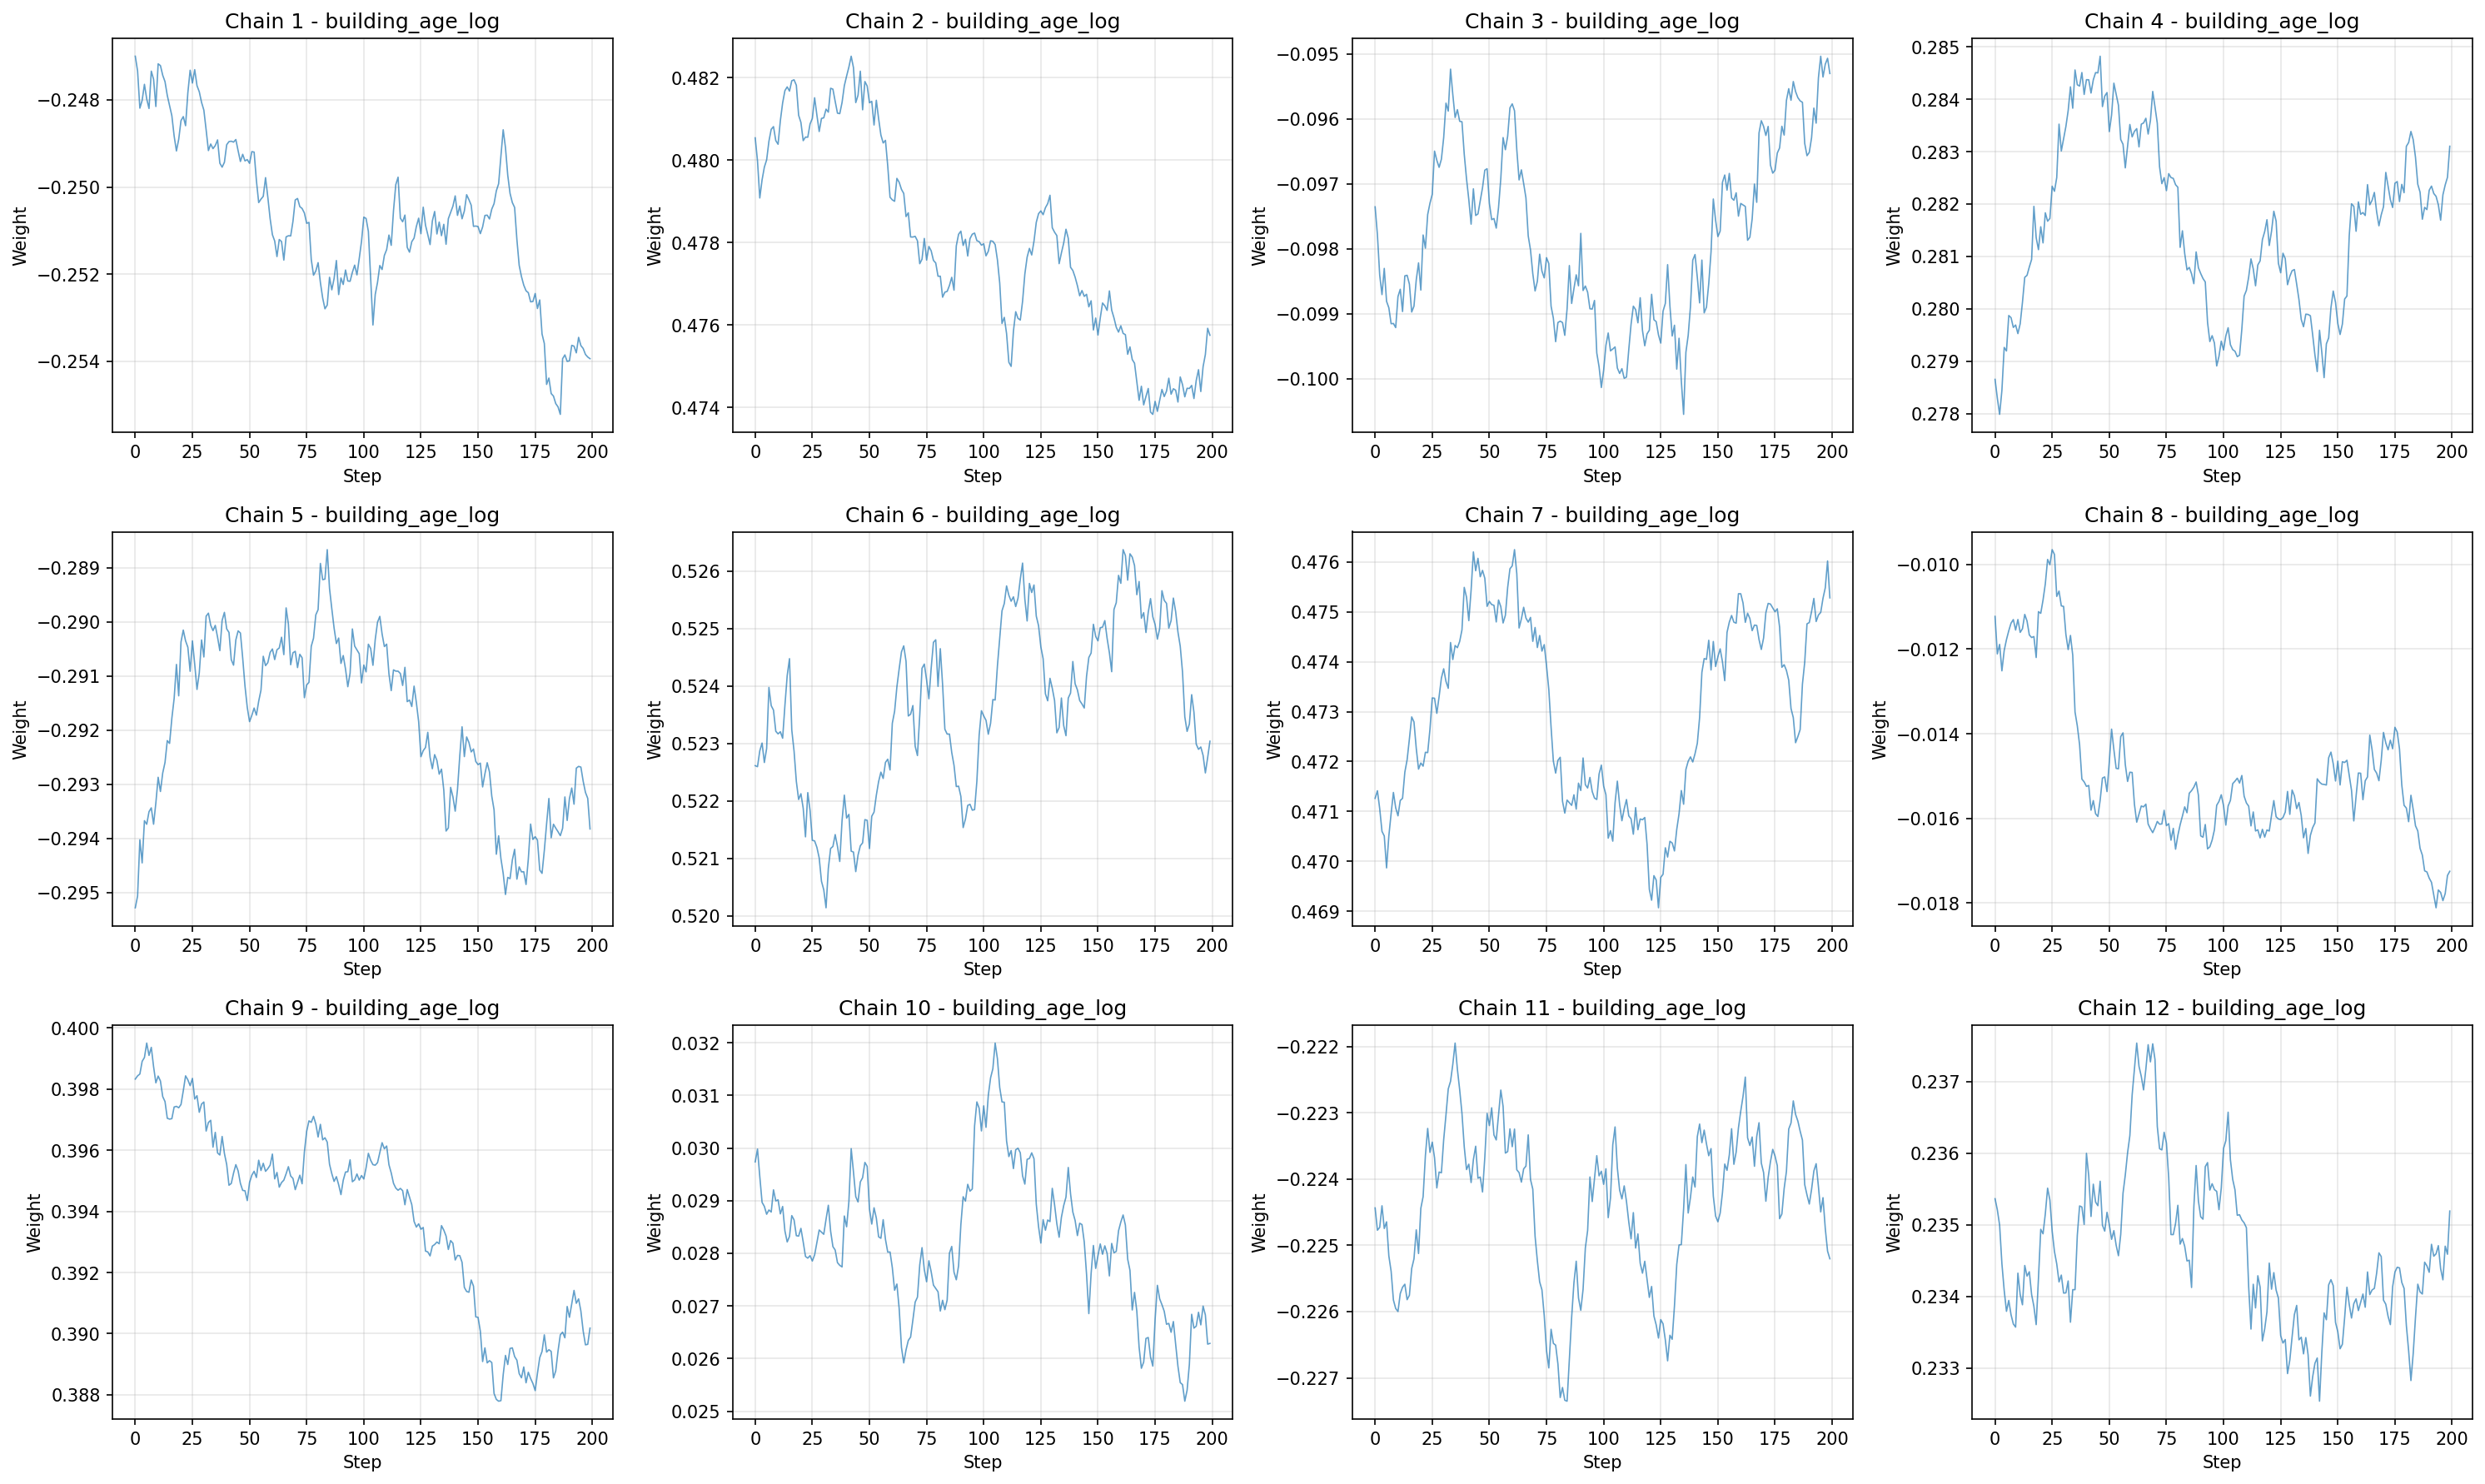 Chain 1 - building_age_log
Weight
−0.248
−0.250
−0.252
−0.254
0 25 50 75 100 125 150 175 200
Step
Chain 2 - building_age_log
Weight
0.482
0.480
0.478
0.476
0.474
0 25 50 75 100 125 150 175 200
Step
Chain 3 - building_age_log
Weight
−0.095
−0.096
−0.097
−0.098
−0.099
−0.100
0 25 50 75 100 125 150 175 200
Step
Chain 4 - building_age_log
Weight
0.285
0.284
0.283
0.282
0.281
0.280
0.279
0.278
0 25 50 75 100 125 150 175 200
Step
Chain 5 - building_age_log
Weight
−0.289
−0.290
−0.291
−0.292
−0.293
−0.294
−0.295
0 25 50 75 100 125 150 175 200
Step
Chain 6 - building_age_log
Weight
0.526
0.525
0.524
0.523
0.522
0.521
0.520
0 25 50 75 100 125 150 175 200
Step
Chain 7 - building_age_log
Weight
0.476
0.475
0.474
0.473
0.472
0.471
0.470
0.469
0 25 50 75 100 125 150 175 200
Step
Chain 8 - building_age_log
Weight
−0.010
−0.012
−0.014
−0.016
−0.018
0 25 50 75 100 125 150 175 200
Step
Chain 9 - building_age_log
Weight
0.400
0.398
0.396
0.394
0.392
0.390
0.388
0 25 50 75 100 125 150 175 200
Step
Chain 10 - building_age_log
Weight
0.032
0.031
0.030
0.029
0.028
0.027
0.026
0.025
0 25 50 75 100 125 150 175 200
Step
Chain 11 - building_age_log
Weight
−0.222
−0.223
−0.224
−0.225
−0.226
−0.227
0 25 50 75 100 125 150 175 200
Step
Chain 12 - building_age_log
Weight
0.237
0.236
0.235
0.234
0.233
0 25 50 75 100 125 150 175 200
Step